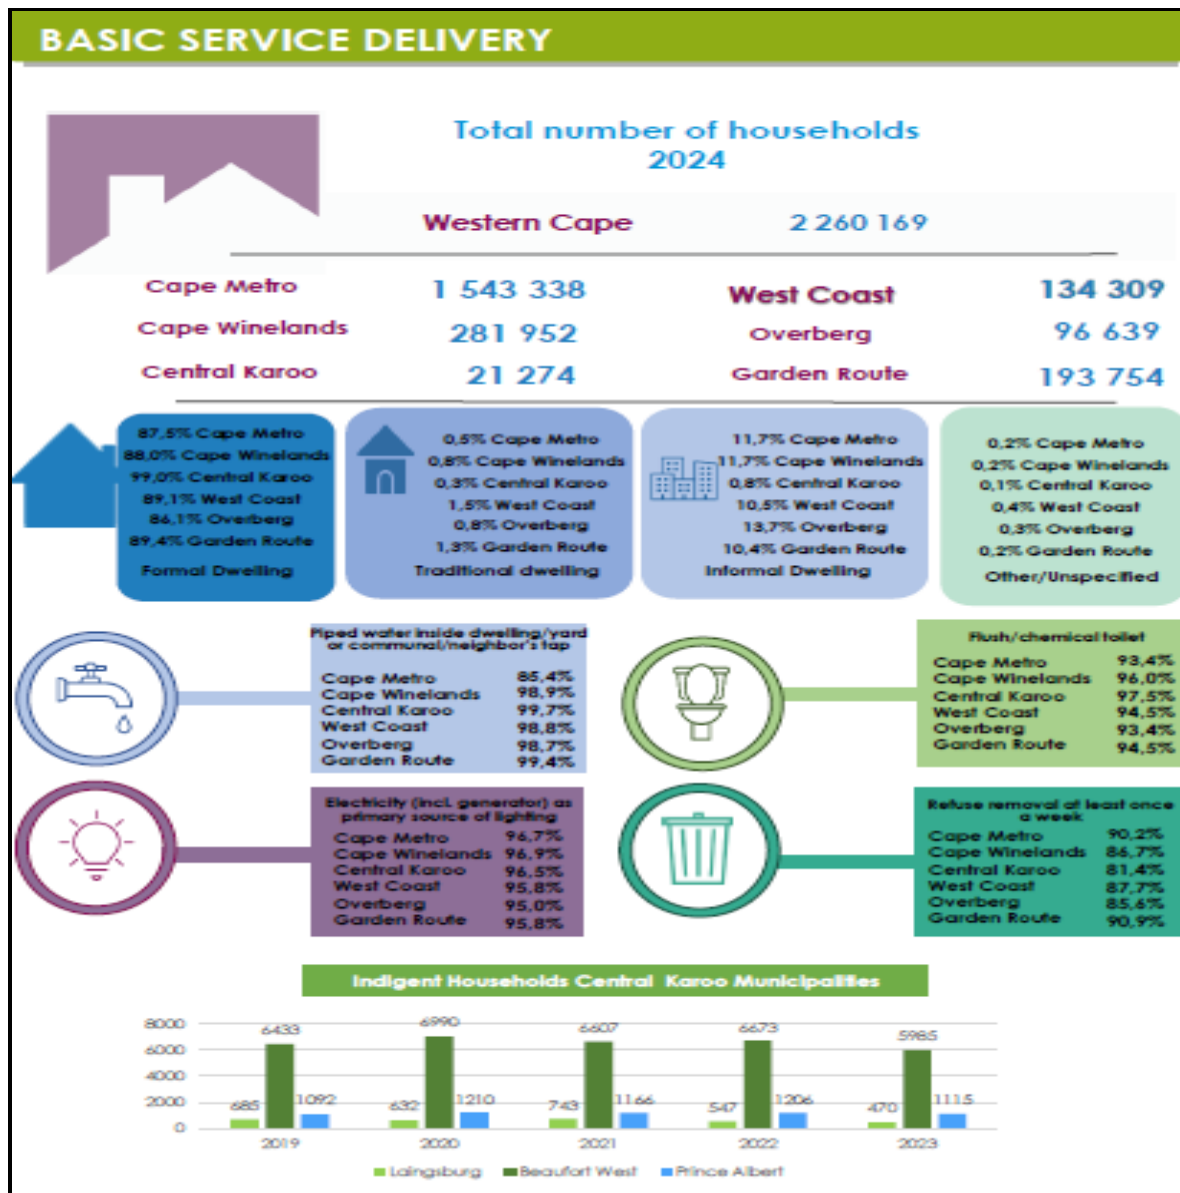 BASIC SERVICE DELIVERY
Total number of households
2024
Western Cape 2 260 169
Cape Metro 1 543 338 West Coast 134 309
Cape Winelands 281 952 Overberg 96 639
Central Karoo 21 274 Garden Route 193 754
87,5% Cape Metro
88,0% Cape Winelands
99,0% Central Karoo
89,1% West Coast
86,1% Overberg
89,4% Garden Route
Formal Dwelling
0,5% Cape Metro
0,8% Cape Winelands
0,3% Central Karoo
1,5% West Coast
0,8% Overberg
1,3% Garden Route
Traditional dwelling
11,7% Cape Metro
11,7% Cape Winelands
0,8% Central Karoo
10,5% West Coast
13,7% Overberg
10,4% Garden Route
Informal Dwelling
0,2% Cape Metro
0,2% Cape Winelands
0,1% Central Karoo
0,4% West Coast
0,3% Overberg
0,2% Garden Route
Other/Unspecified
Piped water inside dwelling/yard
or communal/neighbor's tap
Cape Metro 85,4%
Cape Winelands 98,9%
Central Karoo 99,7%
West Coast 98,8%
Overberg 98,7%
Garden Route 99,4%
Flush/chemical toilet
Cape Metro 93,4%
Cape Winelands 96,0%
Central Karoo 97,5%
West Coast 94,5%
Overberg 93,4%
Garden Route 94,5%
Electricity (incl. generator) as
primary source of lighting
Cape Metro 96,7%
Cape Winelands 96,9%
Central Karoo 96,5%
West Coast 95,8%
Overberg 95,0%
Garden Route 95,8%
Refuse removal at least once
a week
Cape Metro 90,2%
Cape Winelands 86,7%
Central Karoo 81,4%
West Coast 87,7%
Overberg 85,6%
Garden Route 90,9%
Indigent Households Central Karoo Municipalities
8000
6000
4000
2000
0
685 6433 1092
632 6990 1210
743 6607 1166
547 6673 1206
470 5985 1115
2019 2020 2021 2022 2023
Laingsburg Beaufort West Prince Albert